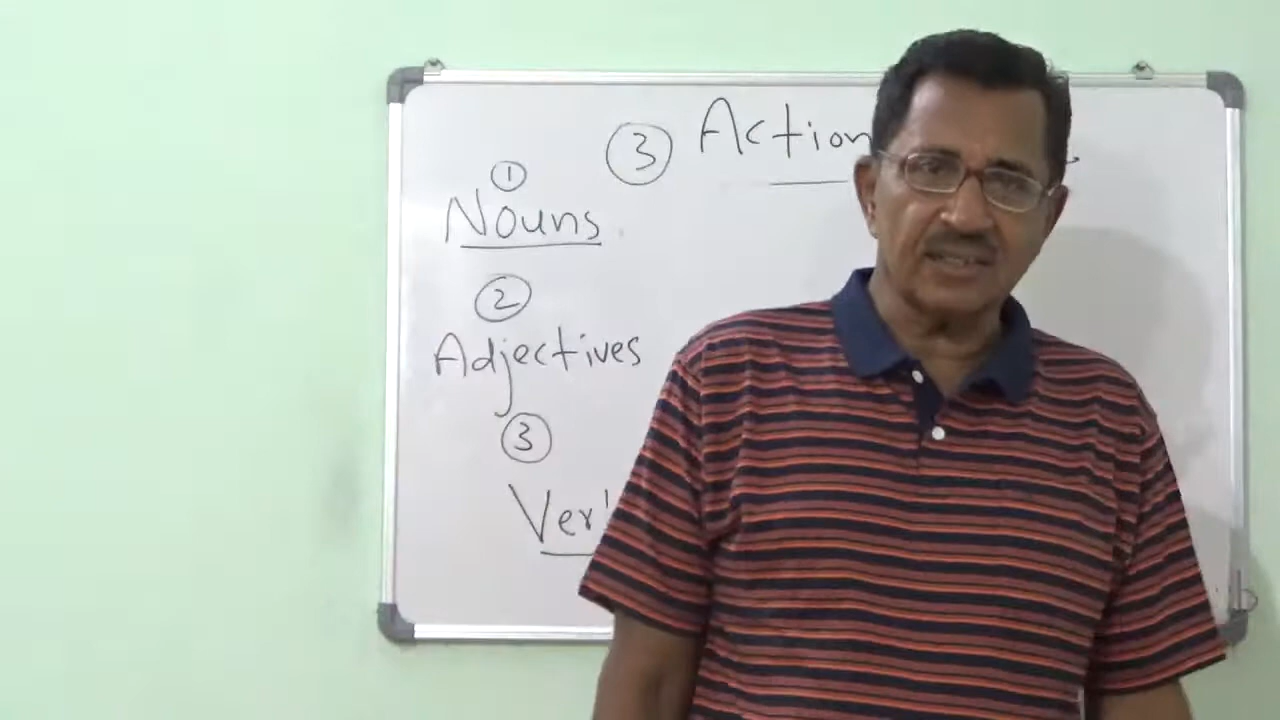 ③ Action
①
Nouns
②
Adjectives
③